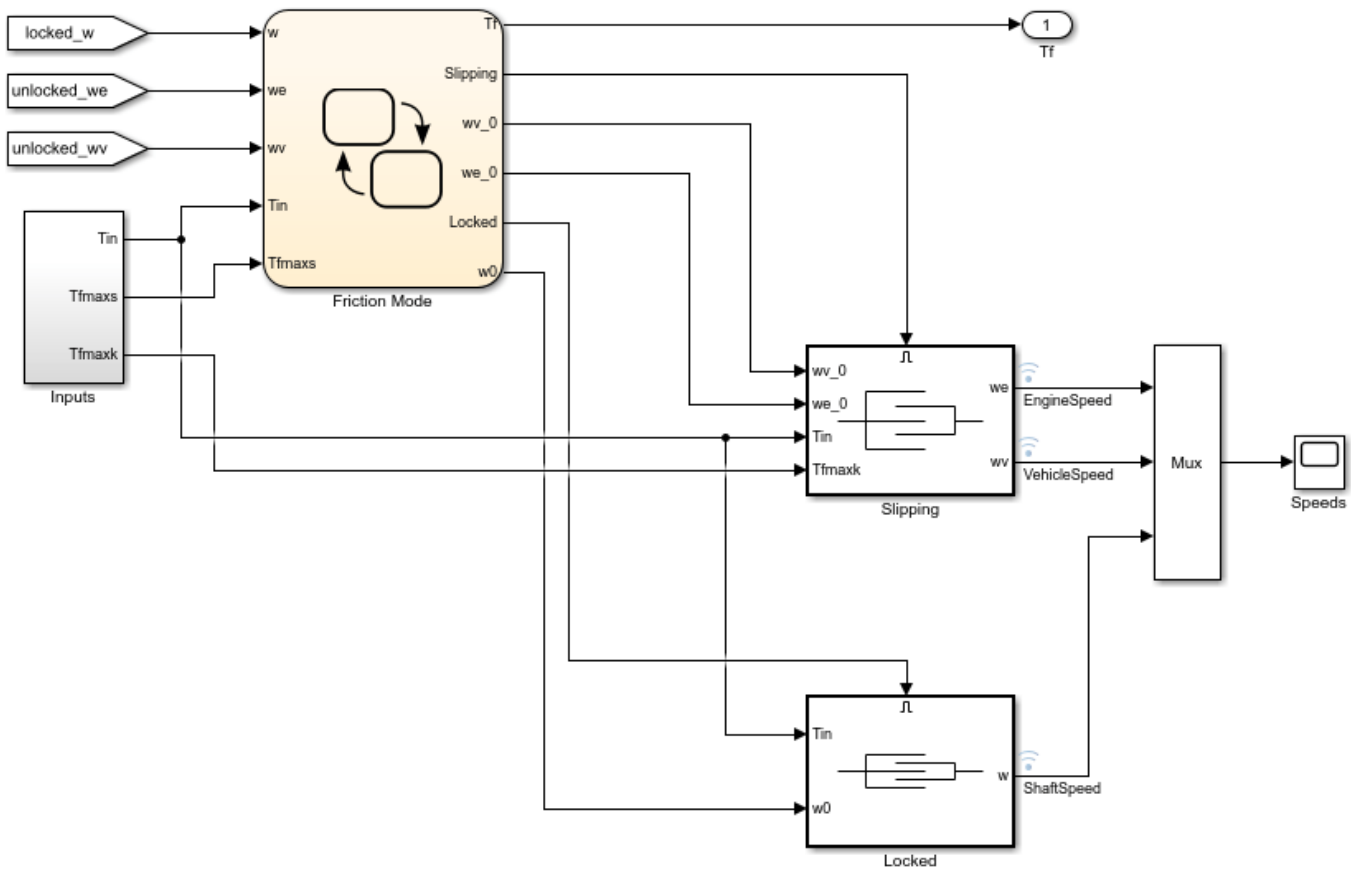 locked_w
unlocked_we
unlocked_wv
Tin
Tfmaxs
Tfmaxk
Inputs
w
we
wv
Tin
Tfmaxs
Tf
Slipping
wv_0
we_0
Locked
w0
Friction Mode
1
Tf
wv_0
we_0
Tin
Tfmaxk
we
wv
Slipping
EngineSpeed
VehicleSpeed
Mux
Speeds
Tin
w0
w
Locked
ShaftSpeed